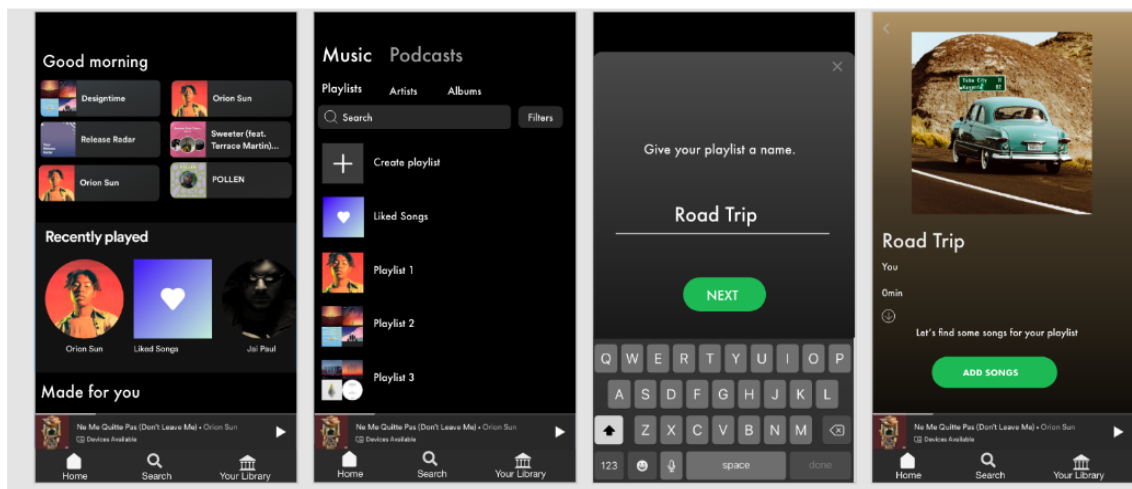 Good morning
Designtime
Orion Sun
Release Radar
Sweeter (feat.
Terrace Martin)...
Orion Sun
POLLEN
Recently played
Orion Sun
Liked Songs
Jai Paul
Made for you
Ne Me Quitte Pas (Don't Leave Me) • Orion Sun
Devices Available
Home
Search
Your Library
Music
Podcasts
Playlists
Artists
Albums
Search
Filters
Create playlist
Liked Songs
Playlist 1
Playlist 2
Playlist 3
Ne Me Quitte Pas (Don't Leave Me) • Orion Sun
Devices Available
Home
Search
Your Library
Give your playlist a name.
Road Trip
NEXT
Q W E R T Y U I O P
A S D F G H J K L
Z X C V B N M
123
space
done
Road Trip
You
0min
Let's find some songs for your playlist
ADD SONGS
Ne Me Quitte Pas (Don't Leave Me) • Orion Sun
Devices Available
Home
Search
Your Library